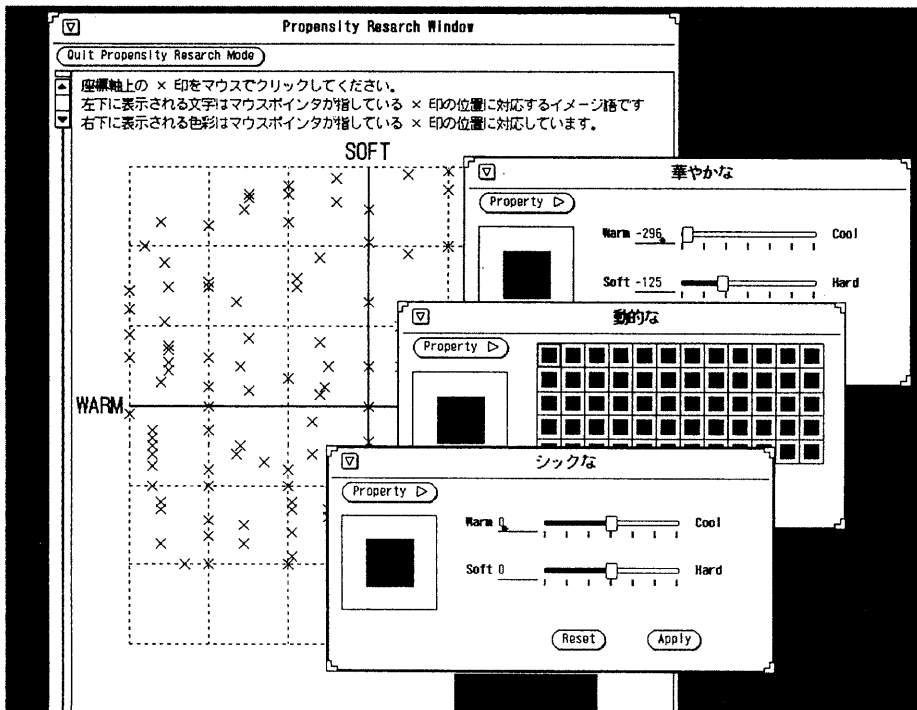 Propensity Resarch Window
Quit Propensity Resarch Mode
座標軸上の × 印をマウスでクリックしてください。
左下に表示される文字はマウスポインタが指している × 印の位置に対応するイメージ語です
右下に表示される色彩はマウスポインタが指している × 印の位置に対応しています。
SOFT
WARM
華やかな
Property
Warm -296 Cool
Soft -125 Hard
動的な
Property
シックな
Property
Warm 0 Cool
Soft 0 Hard
Reset Apply